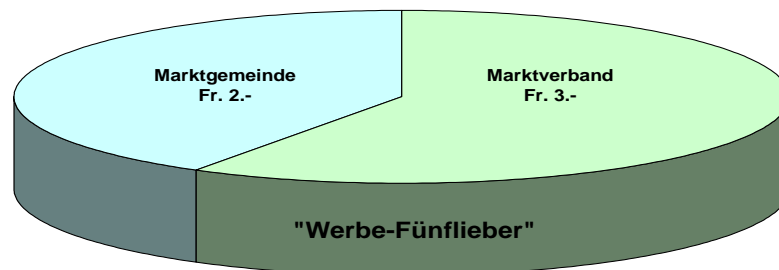 Marktgemeinde
Fr. 2.-
Marktverband
Fr. 3.-
"Werbe-Fünflieber"